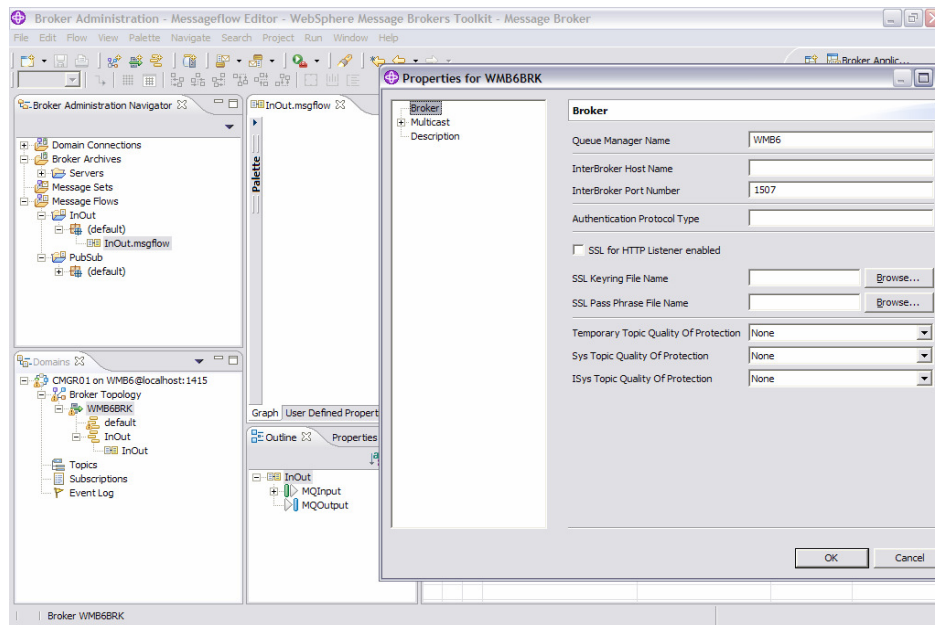 Broker Administration - Messageflow Editor - WebSphere Message Brokers Toolkit - Message Broker
File Edit Flow View Palette Navigate Search Project Run Window Help
Broker Applic...
Broker Administration Navigator
Domain Connections
Broker Archives
Servers
Message Sets
Message Flows
InOut
(default)
InOut.msgflow
PubSub
(default)
Domains
CMGR01 on WMB6@localhost:1415
Broker Topology
WMB6BRK
default
InOut
InOut
Topics
Subscriptions
Event Log
InOut.msgflow
Palette
Graph User Defined Propert
Outline Properties
InOut
MQInput
MQOutput
Properties for WMB6BRK
Broker
Multicast
Description
Broker
Queue Manager Name WMB6
InterBroker Host Name
InterBroker Port Number 1507
Authentication Protocol Type
SSL for HTTP Listener enabled
SSL Keyring File Name Browse...
SSL Pass Phrase File Name Browse...
Temporary Topic Quality Of Protection None
Sys Topic Quality Of Protection None
ISys Topic Quality Of Protection None
OK Cancel
Broker WMB6BRK